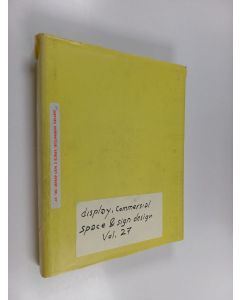 display, Commercial
space & sign design
Vol. 27